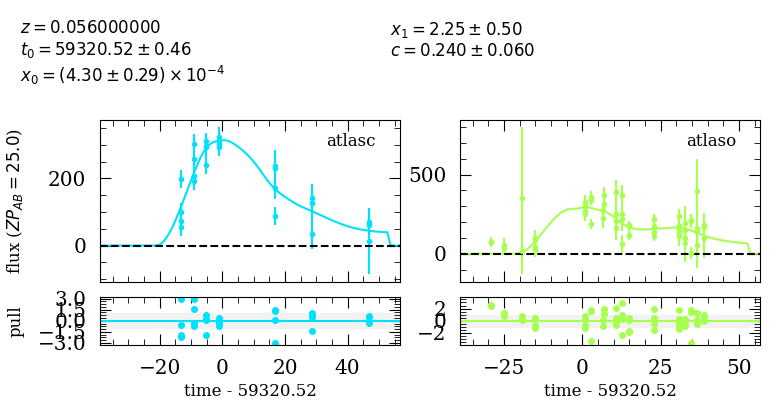 z = 0.056000000
t₀ = 59320.52 ± 0.46
x₀ = (4.30 ± 0.29) × 10⁻⁴
x₁ = 2.25 ± 0.50
c = 0.240 ± 0.060
atlasc
flux (ZP_AB = 25.0)
200
0
atlaso
500
0
pull
3.0
1.5
0.0
−1.5
−3.0
−20 0 20 40
time - 59320.52
2
0
−2
−25 0 25 50
time - 59320.52